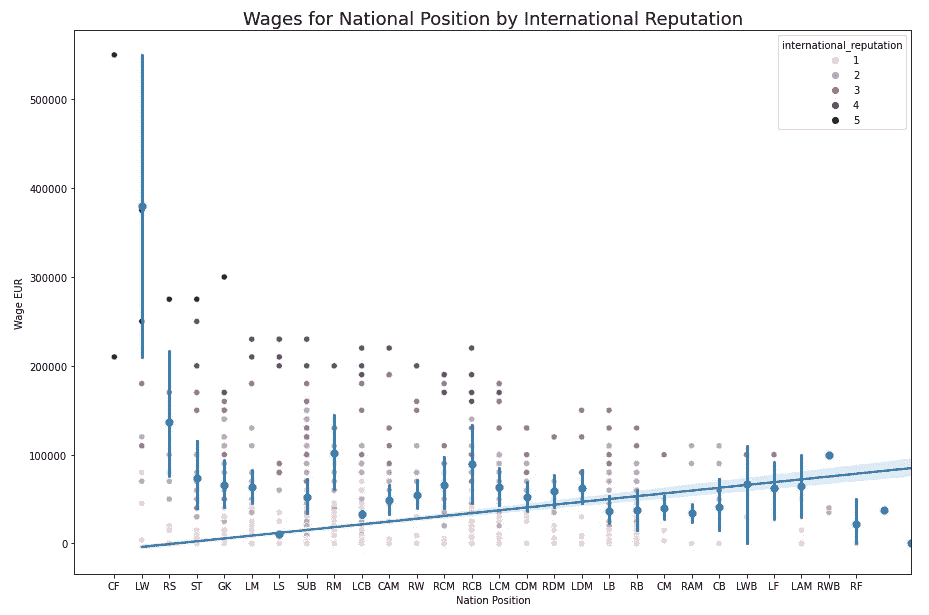 Wages for National Position by International Reputation
international_reputation
1
2
3
4
5
Wage EUR
500000
400000
300000
200000
100000
0
CF LW RS ST GK LM LS SUB RM LCB CAM RW RCM RCB LCM CDM RDM LDM LB RB CM RAM CB LWB LF LAM RWB RF
Nation Position